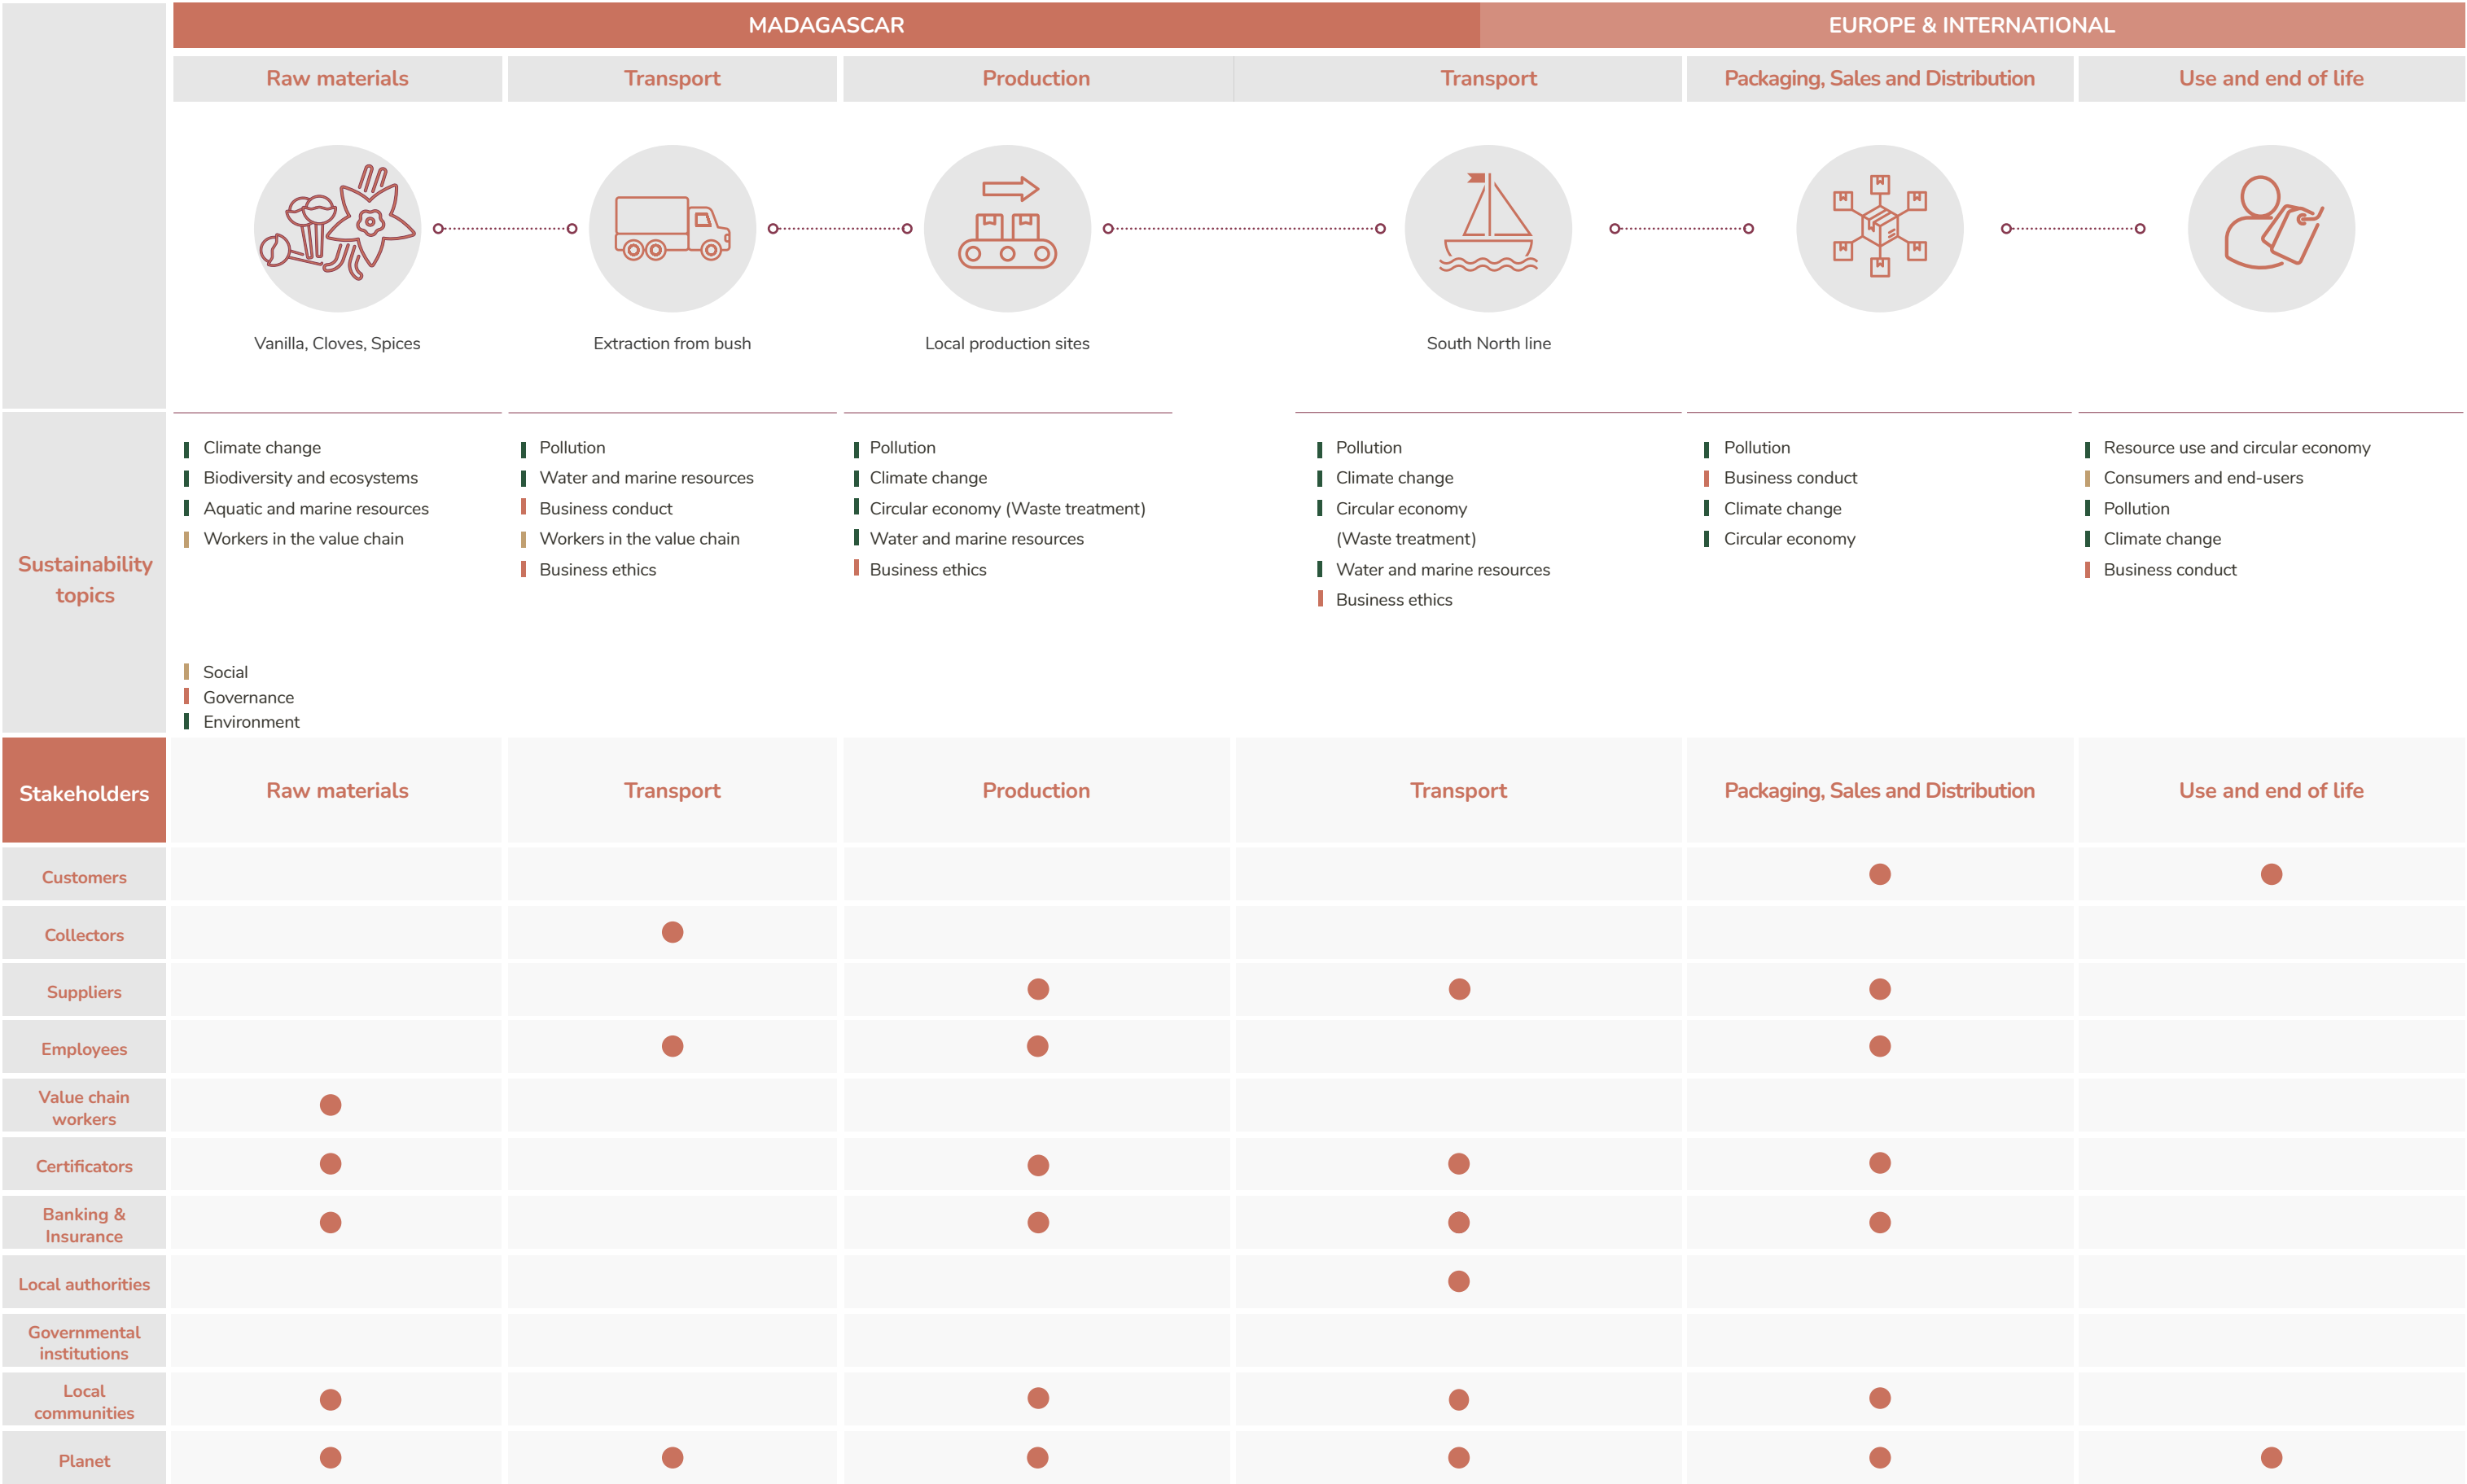 MADAGASCAR
EUROPE & INTERNATIONAL
Raw materials
Transport
Production
Transport
Packaging, Sales and Distribution
Use and end of life
Vanilla, Cloves, Spices
Extraction from bush
Local production sites
South North line
Sustainability
topics
Climate change
Biodiversity and ecosystems
Aquatic and marine resources
Workers in the value chain
Pollution
Water and marine resources
Business conduct
Workers in the value chain
Business ethics
Pollution
Climate change
Circular economy (Waste treatment)
Water and marine resources
Business ethics
Pollution
Climate change
Circular economy
(Waste treatment)
Water and marine resources
Business ethics
Pollution
Business conduct
Climate change
Circular economy
Resource use and circular economy
Consumers and end-users
Pollution
Climate change
Business conduct
Social
Governance
Environment
Stakeholders
Raw materials
Transport
Production
Transport
Packaging, Sales and Distribution
Use and end of life
Customers
Collectors
Suppliers
Employees
Value chain
workers
Certificators
Banking &
Insurance
Local authorities
Governmental
institutions
Local
communities
Planet